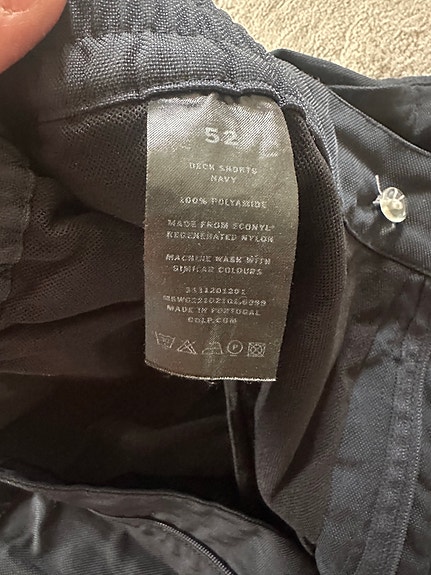 52
DECK SHORTS
NAVY
100% POLYAMIDE
MADE FROM ECONYL®
REGENERATED NYLON
MACHINE WASH WITH
SIMILAR COLOURS
MADE IN PORTUGAL
CDLP.COM
P